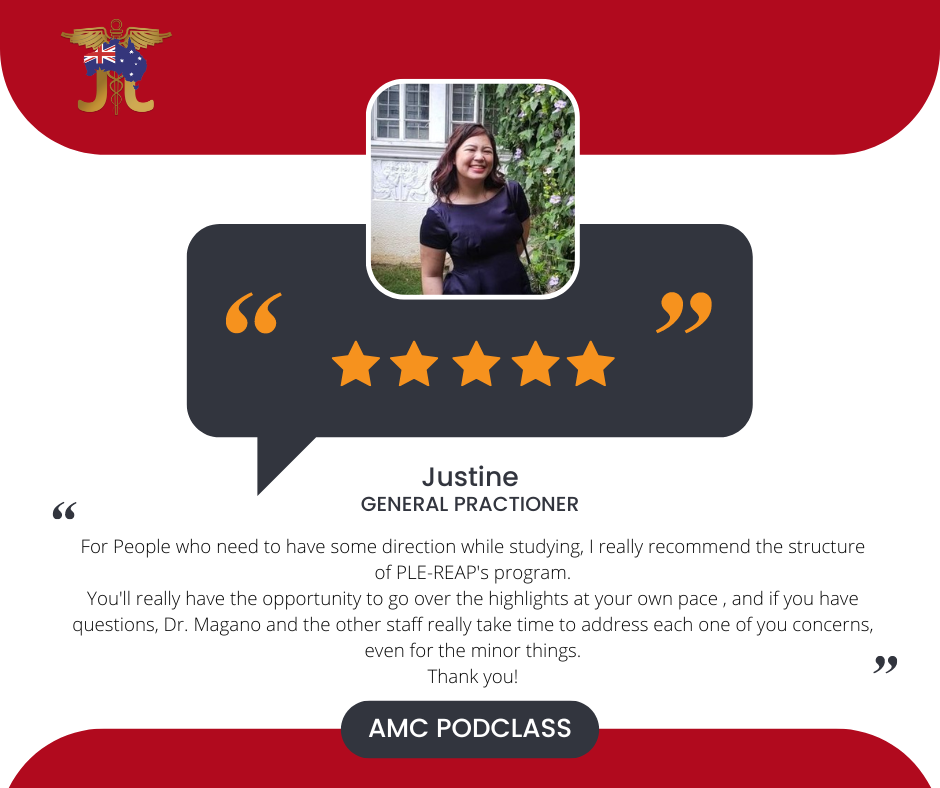 Justine
GENERAL PRACTIONER
“
For People who need to have some direction while studying, I really recommend the structure
of PLE-REAP's program.
You'll really have the opportunity to go over the highlights at your own pace , and if you have
questions, Dr. Magano and the other staff really take time to address each one of you concerns,
even for the minor things.
Thank you!
”
AMC PODCLASS